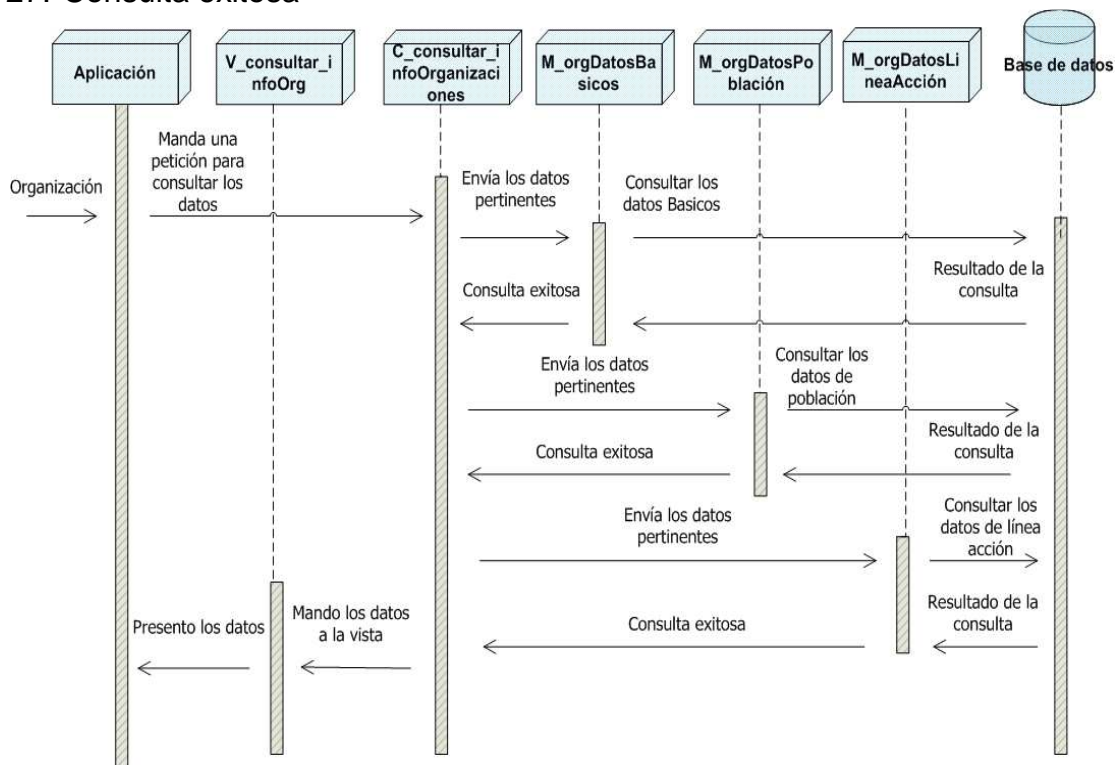 Aplicación
V_consultar_i
nfoOrg
C_consultar_i
nfoOrganizaci
ones
M_orgDatosBa
sicos
M_orgDatosPo
blación
M_orgDatosLi
neaAcción
Base de datos
Organización
Manda una
petición para
consultar los
datos
Envía los datos
pertinentes
Consultar los
datos Basicos
Resultado de la
consulta
Consulta exitosa
Envía los datos
pertinentes
Consultar los
datos de
población
Resultado de la
consulta
Consulta exitosa
Envía los datos
pertinentes
Consultar los
datos de línea
acción
Resultado de la
consulta
Consulta exitosa
Mando los datos
a la vista
Presento los datos